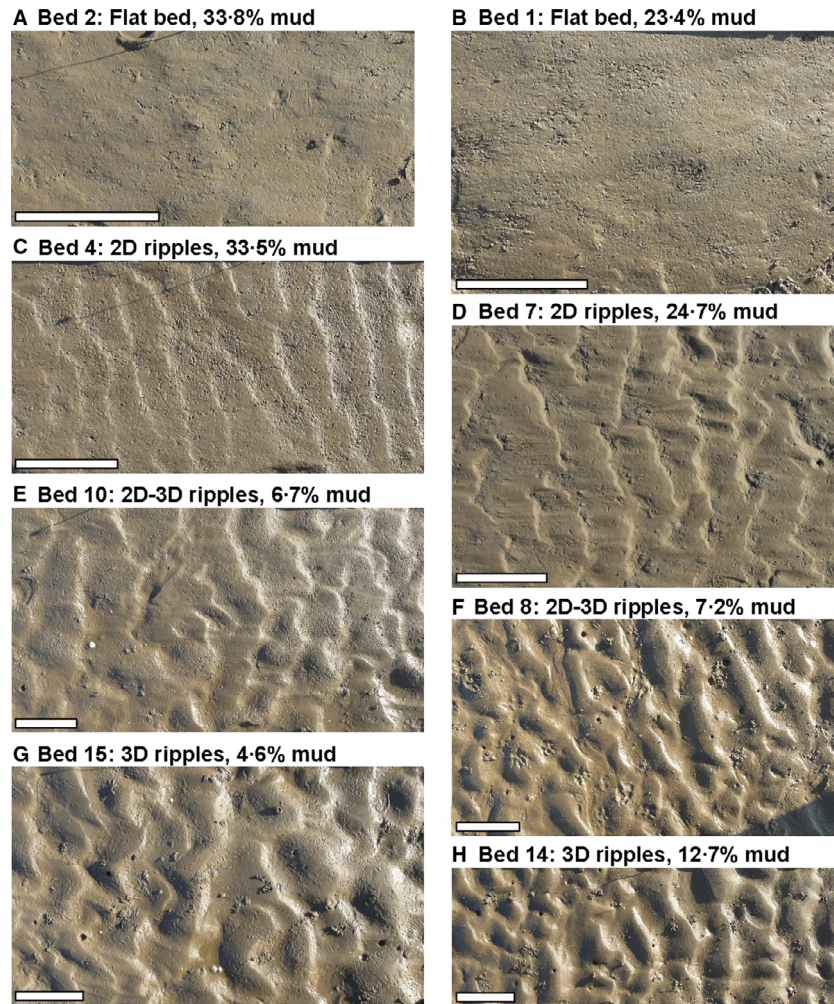 A Bed 2: Flat bed, 33·8% mud
B Bed 1: Flat bed, 23·4% mud
C Bed 4: 2D ripples, 33·5% mud
D Bed 7: 2D ripples, 24·7% mud
E Bed 10: 2D-3D ripples, 6·7% mud
F Bed 8: 2D-3D ripples, 7·2% mud
G Bed 15: 3D ripples, 4·6% mud
H Bed 14: 3D ripples, 12·7% mud